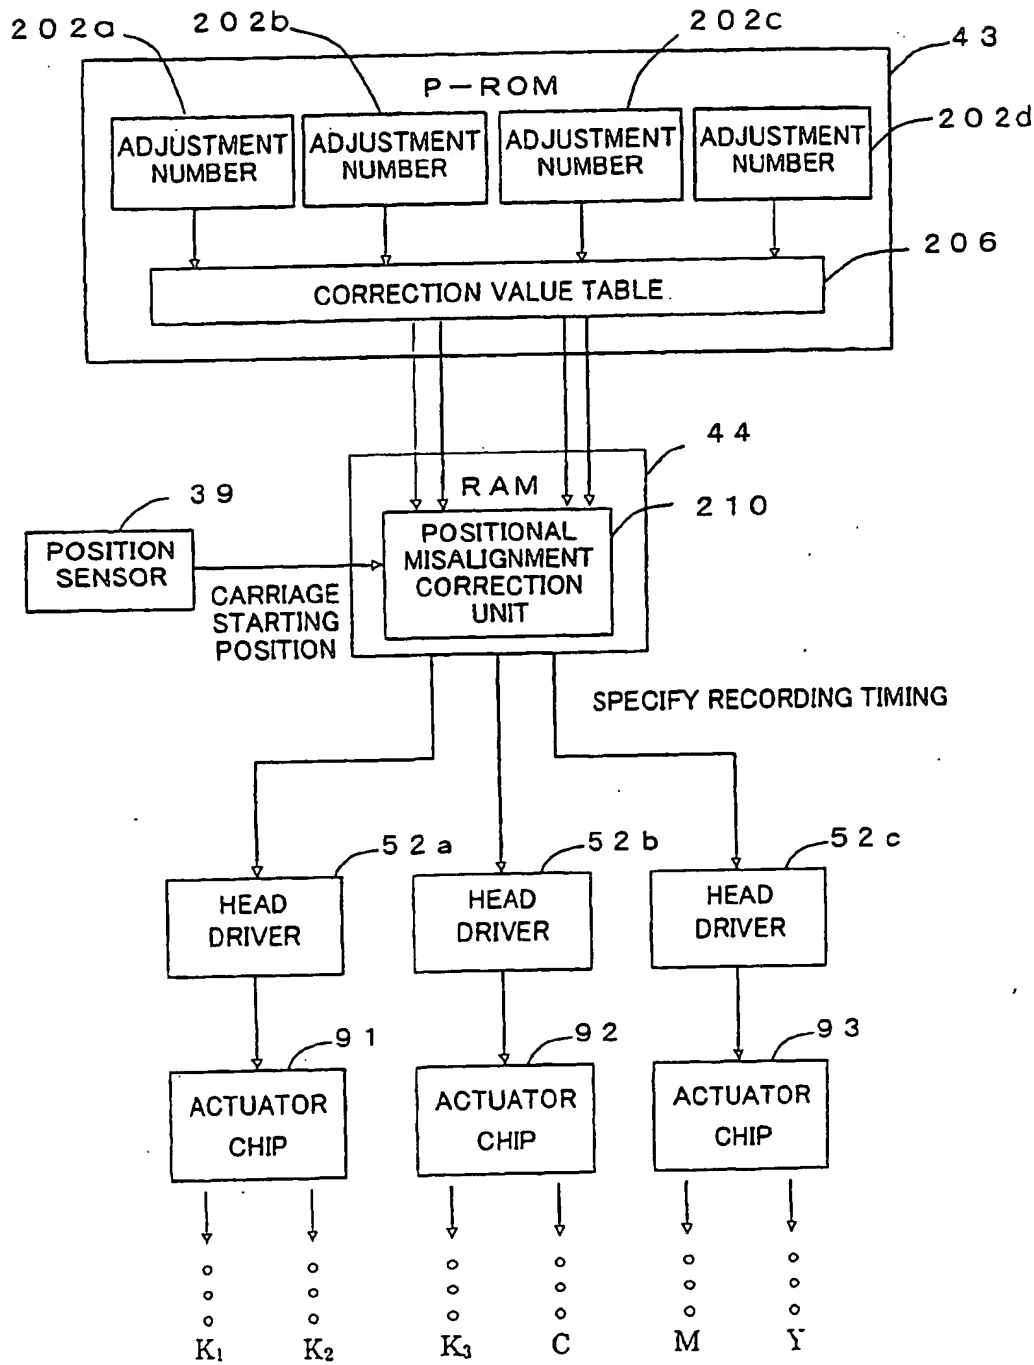 202a
202b
202c
43
P-ROM
ADJUSTMENT
NUMBER
ADJUSTMENT
NUMBER
ADJUSTMENT
NUMBER
ADJUSTMENT
NUMBER
202d
206
CORRECTION VALUE TABLE
44
RAM
39
210
POSITION
SENSOR
POSITIONAL
MISALIGNMENT
CORRECTION
UNIT
CARRIAGE
STARTING
POSITION
SPECIFY RECORDING TIMING
52a
52b
52c
HEAD
DRIVER
HEAD
DRIVER
HEAD
DRIVER
91
92
93
ACTUATOR
CHIP
ACTUATOR
CHIP
ACTUATOR
CHIP
K1
K2
K3
C
M
Y